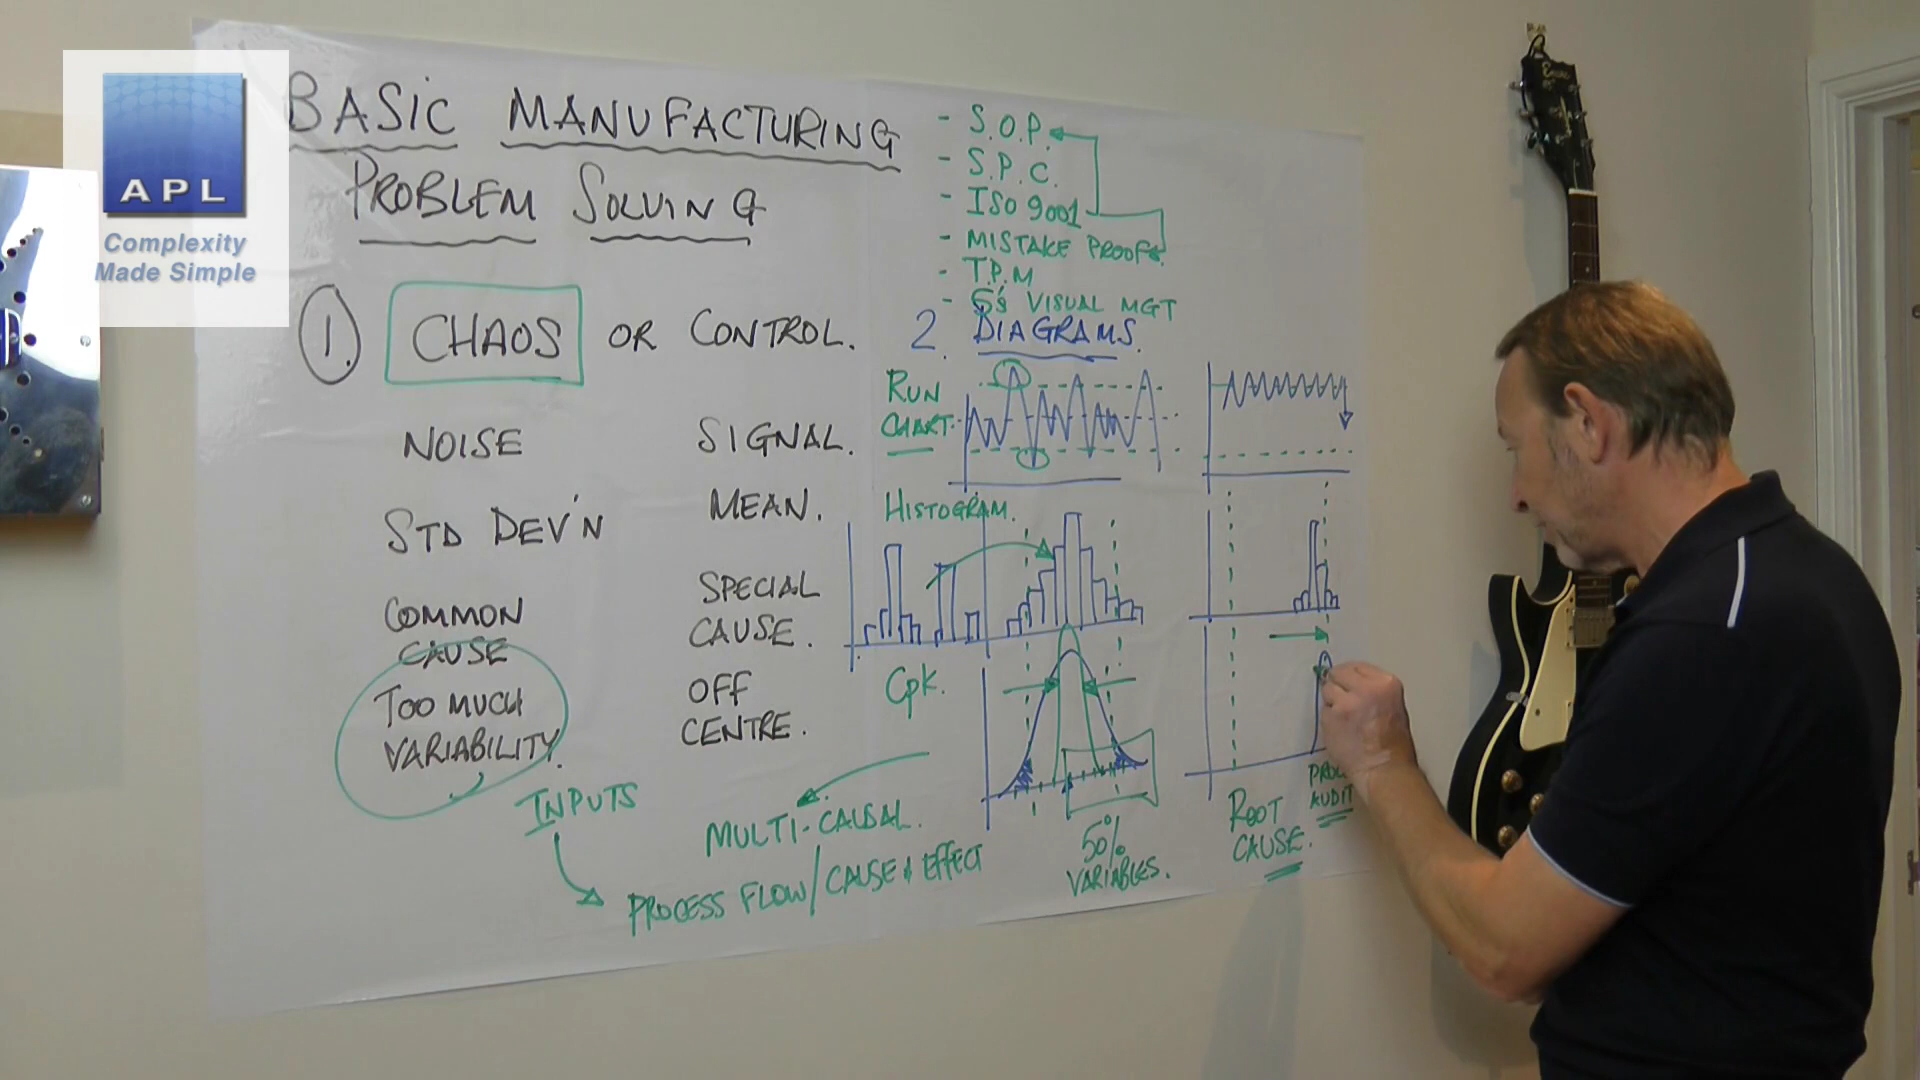 APL
Complexity
Made Simple
BASIC MANUFACTURING
PROBLEM SOLVING
1. CHAOS OR CONTROL.
NOISE SIGNAL.
STD DEV'N MEAN.
COMMON
CAUSE
SPECIAL
CAUSE.
TOO MUCH
VARIABILITY.
OFF
CENTRE.
INPUTS
MULTI-CAUSAL.
PROCESS FLOW/CAUSE & EFFECT
- S.O.P.
- S.P.C.
- ISO 9001
- MISTAKE PROOF.
- T.P.M
- 5's VISUAL MGT
2. DIAGRAMS.
RUN
CHART.
HISTOGRAM.
Cpk.
50%
VARIABLES.
ROOT
CAUSE.
AUDIT